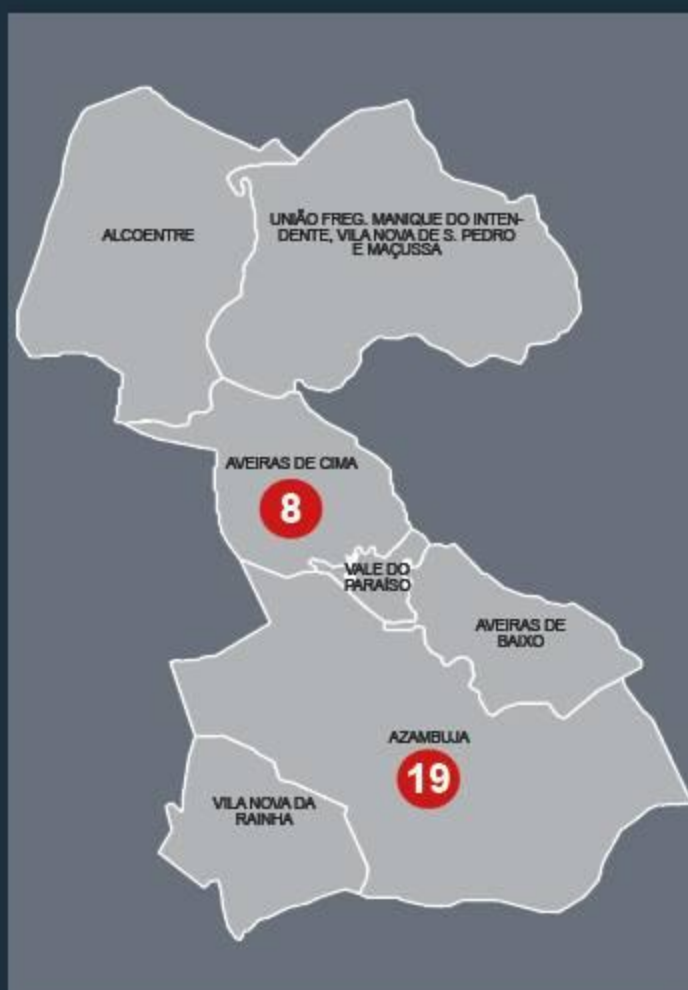 ALCOENTRE
UNIÃO FREG. MANIQUE DO INTEN-
DENTE, VILA NOVA DE S. PEDRO
E MAÇUSSA
AVEIRAS DE CIMA
8
VALE DO
PARAÍSO
AVEIRAS DE
BAIXO
AZAMBUJA
19
VILA NOVA DA
RAINHA